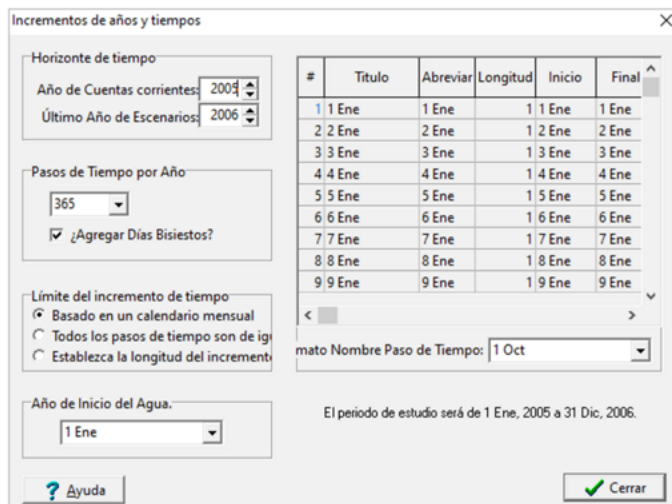 Incrementos de años y tiempos
Horizonte de tiempo
Año de Cuentas corrientes: 2005
Último Año de Escenarios: 2006
Pasos de Tiempo por Año
365
¿Agregar Días Bisiestos?
Límite del incremento de tiempo
Basado en un calendario mensual
Todos los pasos de tiempo son de igu
Establezca la longitud del incremento
Año de Inicio del Agua.
1 Ene
Ayuda
# Titulo Abreviar Longitud Inicio Final
1 1 Ene 1 Ene 1 1 Ene 1 Ene
2 2 Ene 2 Ene 1 2 Ene 2 Ene
3 3 Ene 3 Ene 1 3 Ene 3 Ene
4 4 Ene 4 Ene 1 4 Ene 4 Ene
5 5 Ene 5 Ene 1 5 Ene 5 Ene
6 6 Ene 6 Ene 1 6 Ene 6 Ene
7 7 Ene 7 Ene 1 7 Ene 7 Ene
8 8 Ene 8 Ene 1 8 Ene 8 Ene
9 9 Ene 9 Ene 1 9 Ene 9 Ene
mato Nombre Paso de Tiempo: 1 Oct
El periodo de estudio será de 1 Ene, 2005 a 31 Dic, 2006.
Cerrar